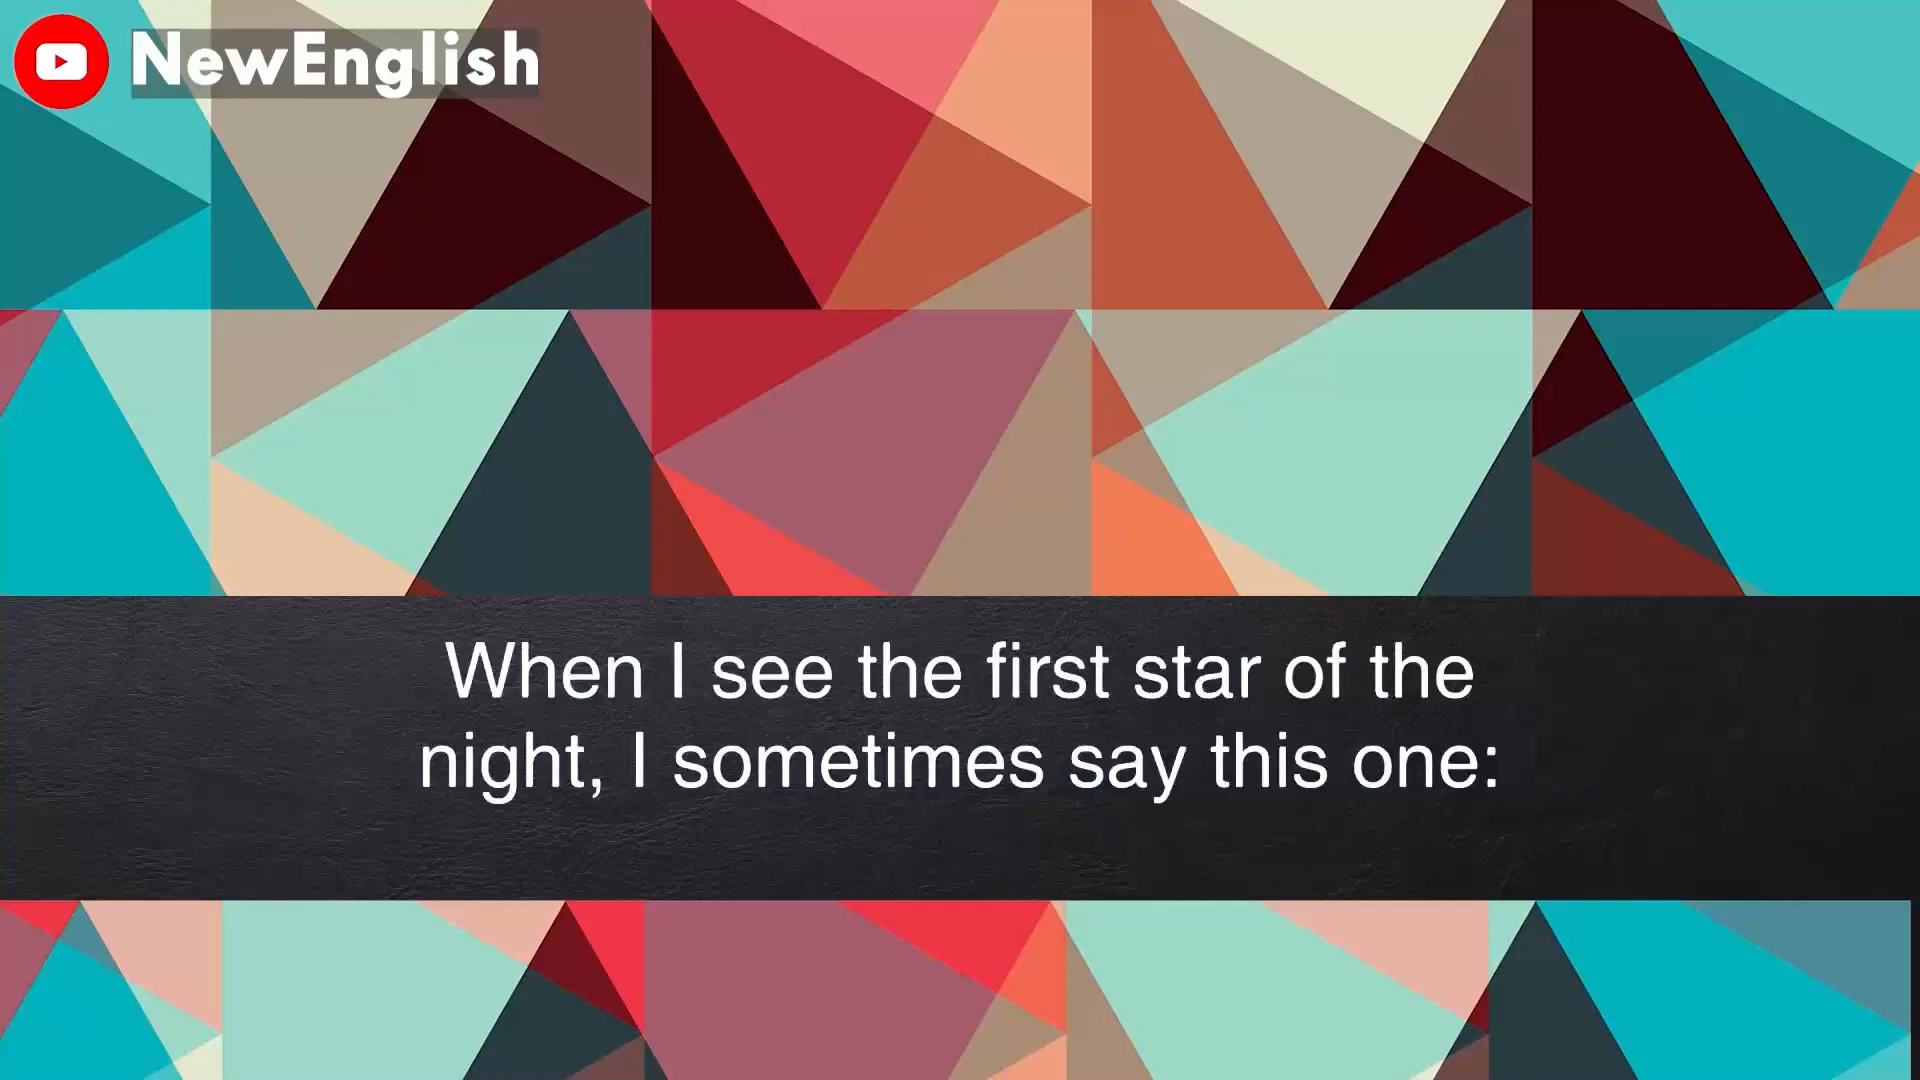 NewEnglish
When I see the first star of the
night, I sometimes say this one: